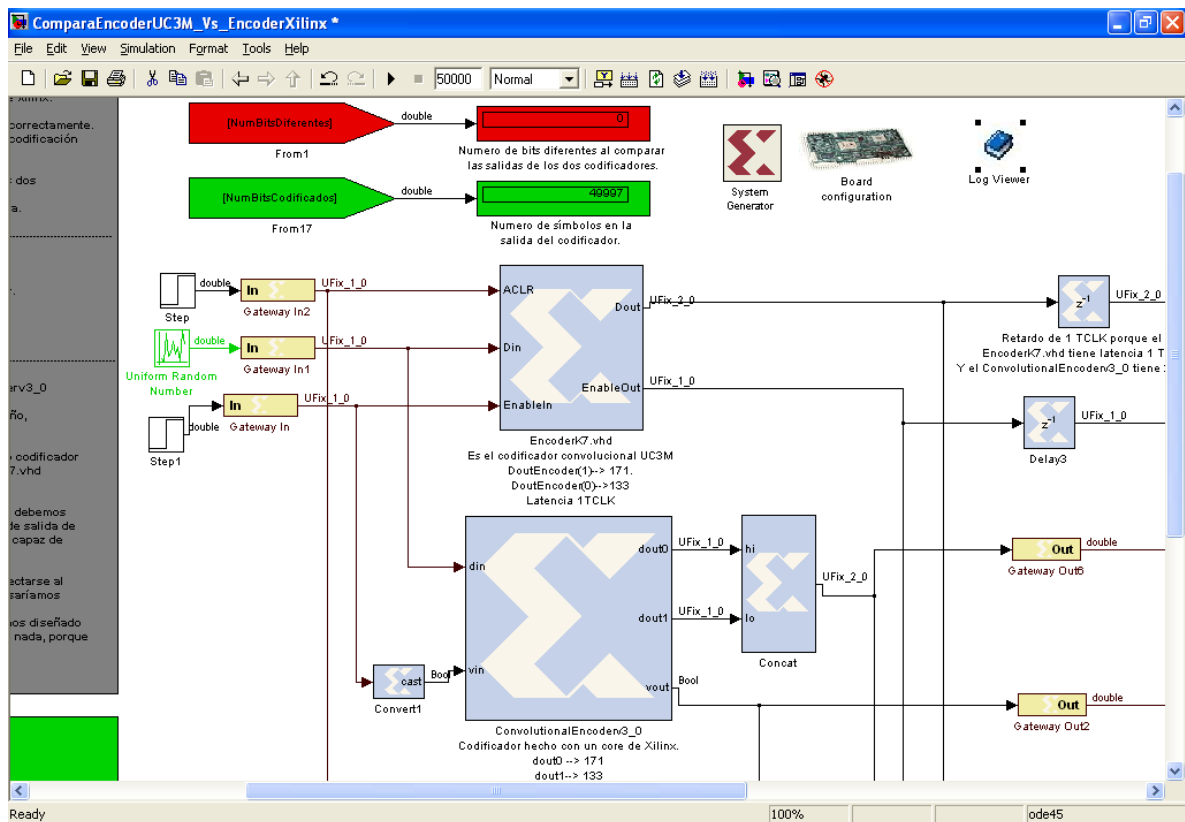 ComparaEncoderUC3M_Vs_EncoderXilinx *
File Edit View Simulation Format Tools Help
50000 Normal
e Xilinx.
correctamente.
codificación
s dos
a.
r.
erv3_0
ño,
o codificador
7.vhd
debemos
de salida de
capaz de
ectarse al
saríamos
nos diseñado
nada, porque
[NumBitsDiferentes]
double
0
From1
Numero de bits diferentes al comparar
las salidas de los dos codificadores.
[NumBitsCodificados]
double
49997
From17
Numero de símbolos en la
salida del codificador.
System
Generator
Board
configuration
Log Viewer
Step
double
In
UFix_1_0
Gateway In2
Uniform Random
Number
double
In
UFix_1_0
Gateway In1
Step1
double
In
UFix_1_0
Gateway In
ACLR
Din
EnableIn
Dout
EnableOut
UFix_2_0
UFix_1_0
EncoderK7.vhd
Es el codificador convolucional UC3M
DoutEncoder(1)--> 171.
DoutEncoder(0)-->133
Latencia 1TCLK
z-1
UFix_2_0
Retardo de 1 TCLK porque el
EncoderK7.vhd tiene latencia 1 T
Y el ConvolutionalEncoderv3_0 tiene
z-1
UFix_1_0
Delay3
cast
Bool
Convert1
din
vin
dout0
dout1
vout
UFix_1_0
UFix_1_0
Bool
ConvolutionalEncoderv3_0
Codificador hecho con un core de Xilinx.
dout0 --> 171
dout1--> 133
hi
lo
Concat
UFix_2_0
Out
double
Gateway Out6
Out
double
Gateway Out2
Ready
100%
ode45